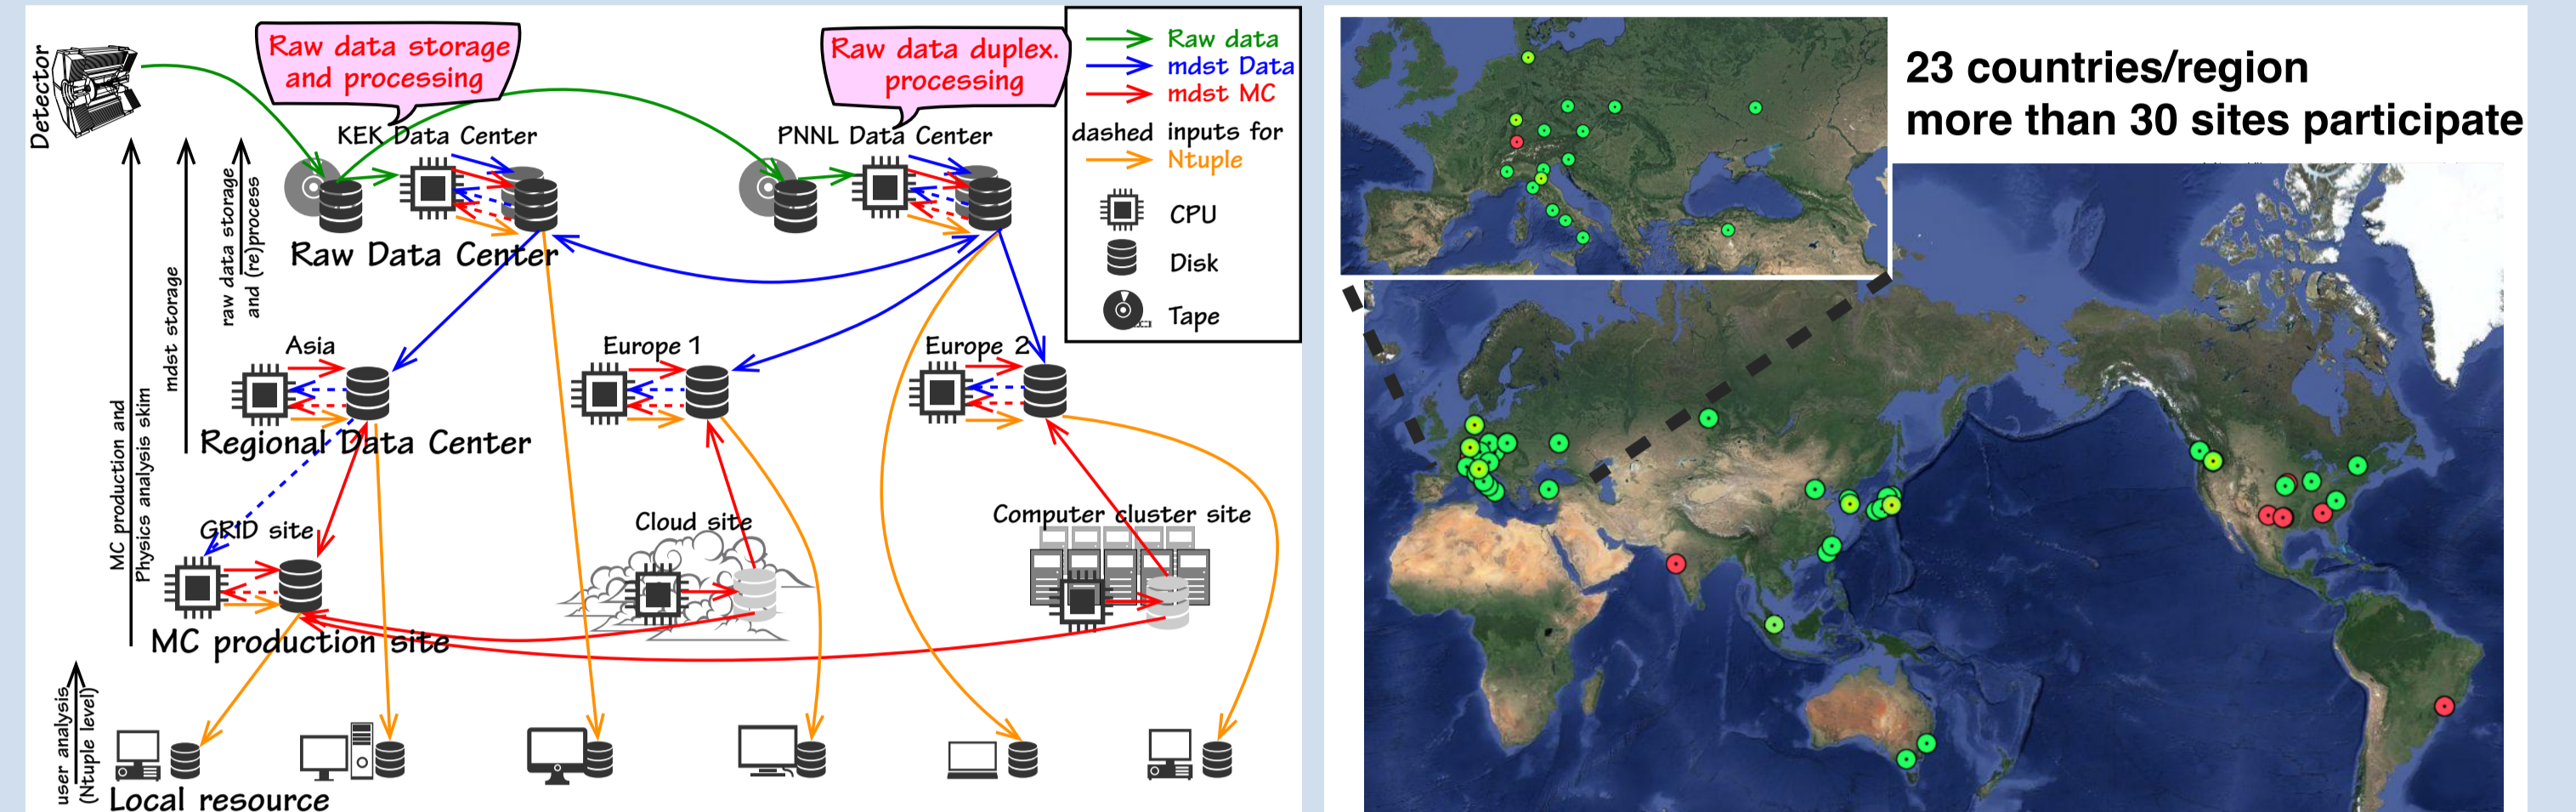 Detector
Raw data storage
and processing
Raw data duplex.
processing
Raw data
mdst Data
mdst MC
dashed inputs for
Ntuple
CPU
Disk
Tape
KEK Data Center
PNNL Data Center
Raw Data Center
raw data storage
and (re)process
mdst storage
MC production and
Physics analysis skim
Asia
Europe 1
Europe 2
Regional Data Center
GRID site
Cloud site
Computer cluster site
MC production site
user analysis
(Ntuple level)
Local resource
23 countries/region
more than 30 sites participate